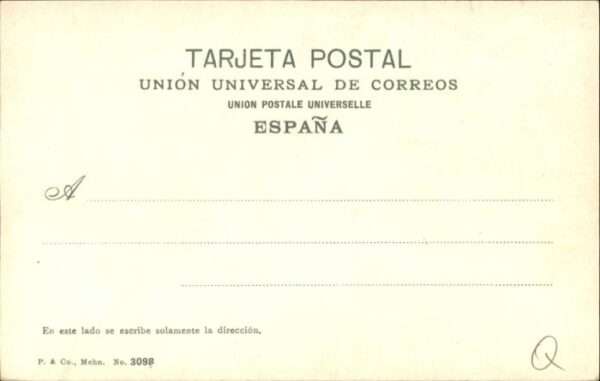 TARJETA POSTAL
UNIÓN UNIVERSAL DE CORREOS
UNION POSTALE UNIVERSELLE
ESPAÑA
A
En este lado se escribe solamente la dirección.
P. & Co., Mchn. No. 3098
Q